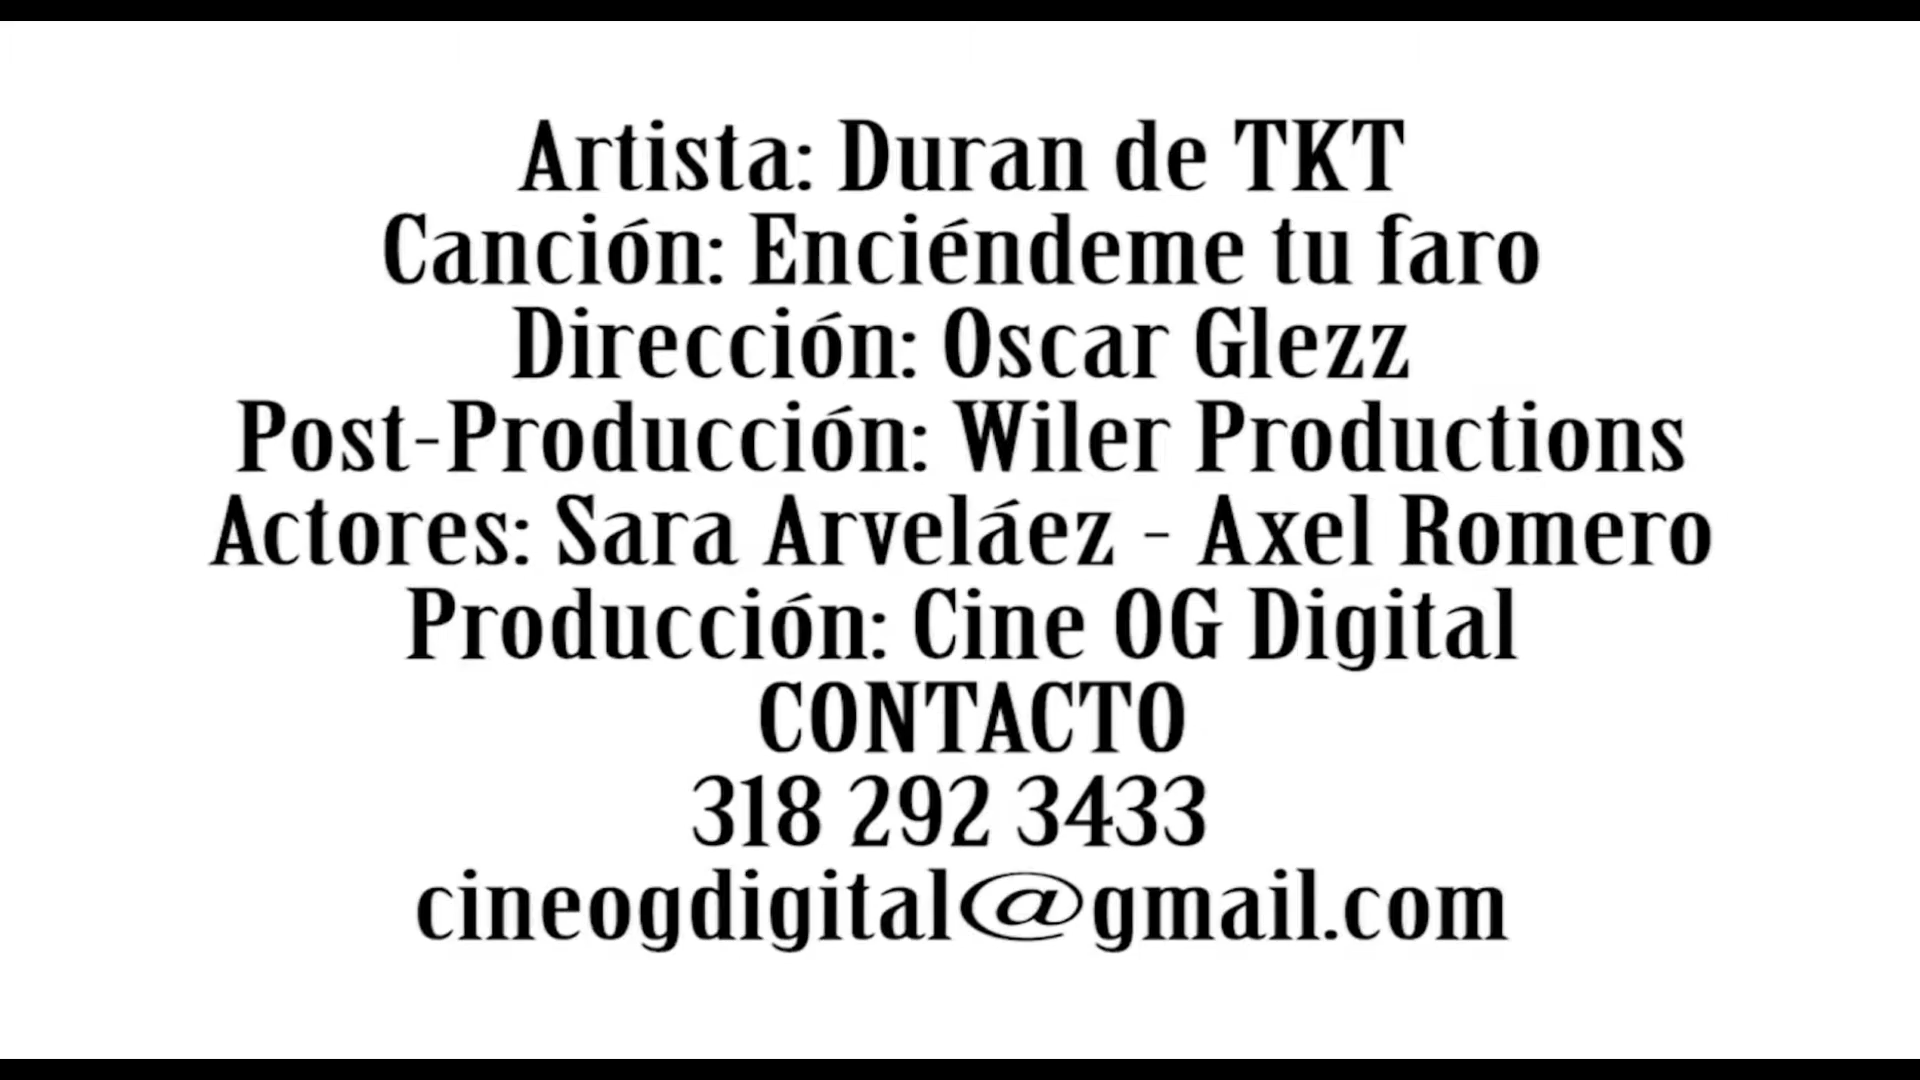 Artista: Duran de TKT
Canción: Enciéndeme tu faro
Dirección: Oscar Glezz
Post-Producción: Wiler Productions
Actores: Sara Arveláez - Axel Romero
Producción: Cine OG Digital
CONTACTO
318 292 3433
cineogdigital@gmail.com